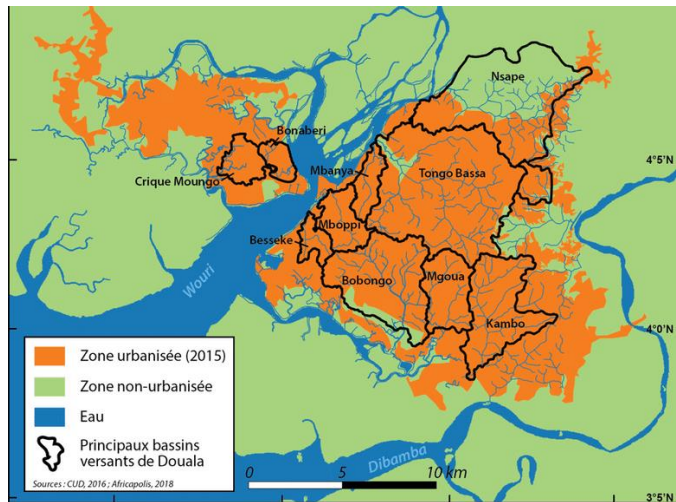 Nsape
Bonaberi
4°5'N
Mbanya
Tongo Bassa
Crique Moungo
Mboppi
Besseke
Wouri
Bobongo
Mgoua
Kambo
4°0'N
Zone urbanisée (2015)
Zone non-urbanisée
Eau
Principaux bassins
versants de Douala
Sources : CUD, 2016 ; Africapolis, 2018
Dibamba
0 5 10 km
3°5'N